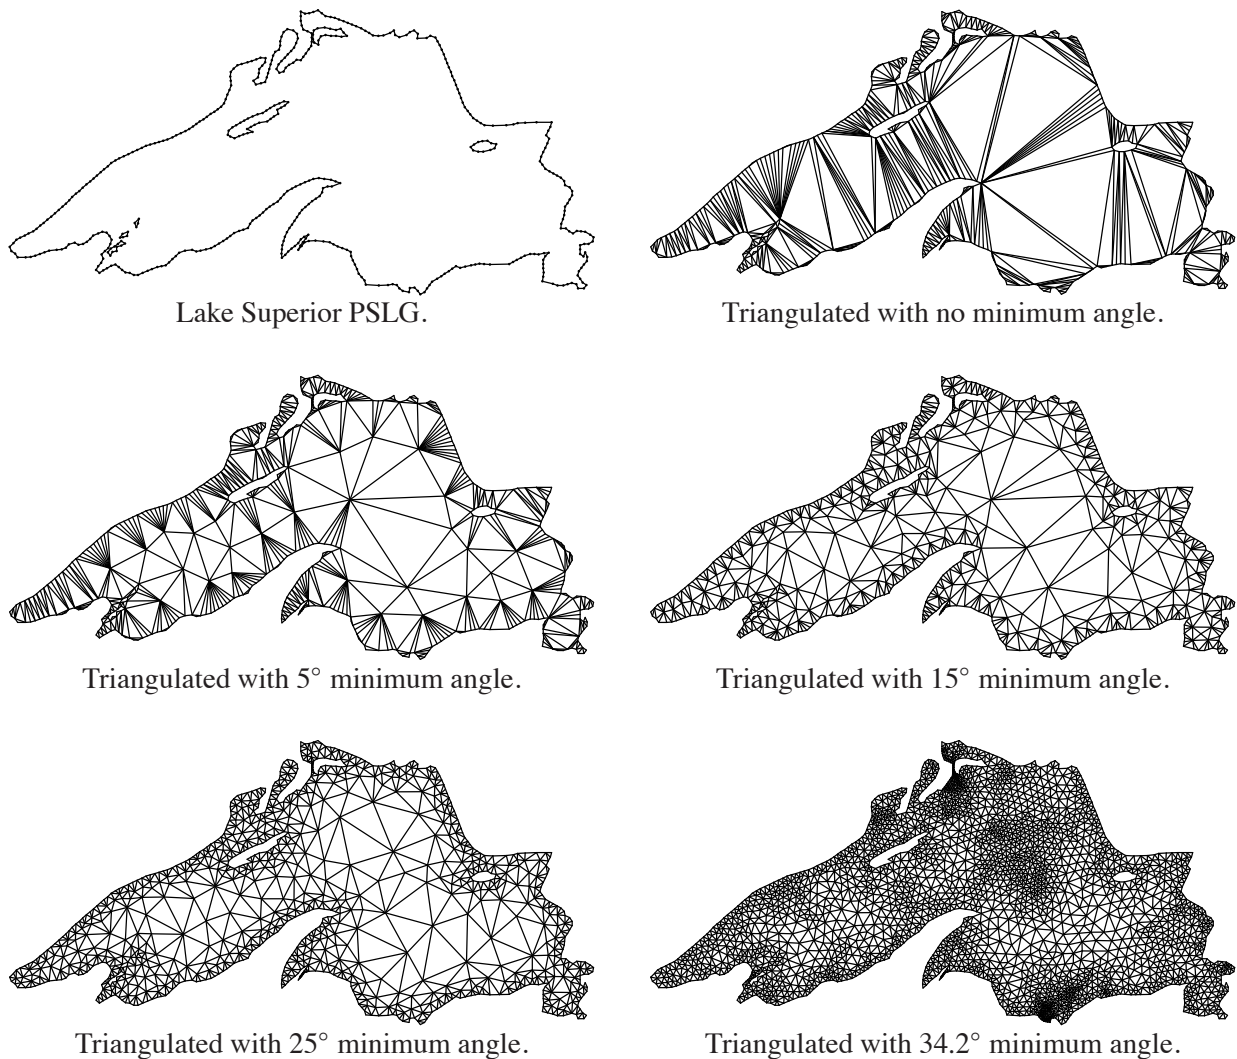 Lake Superior PSLG.
Triangulated with no minimum angle.
Triangulated with 5° minimum angle.
Triangulated with 15° minimum angle.
Triangulated with 25° minimum angle.
Triangulated with 34.2° minimum angle.